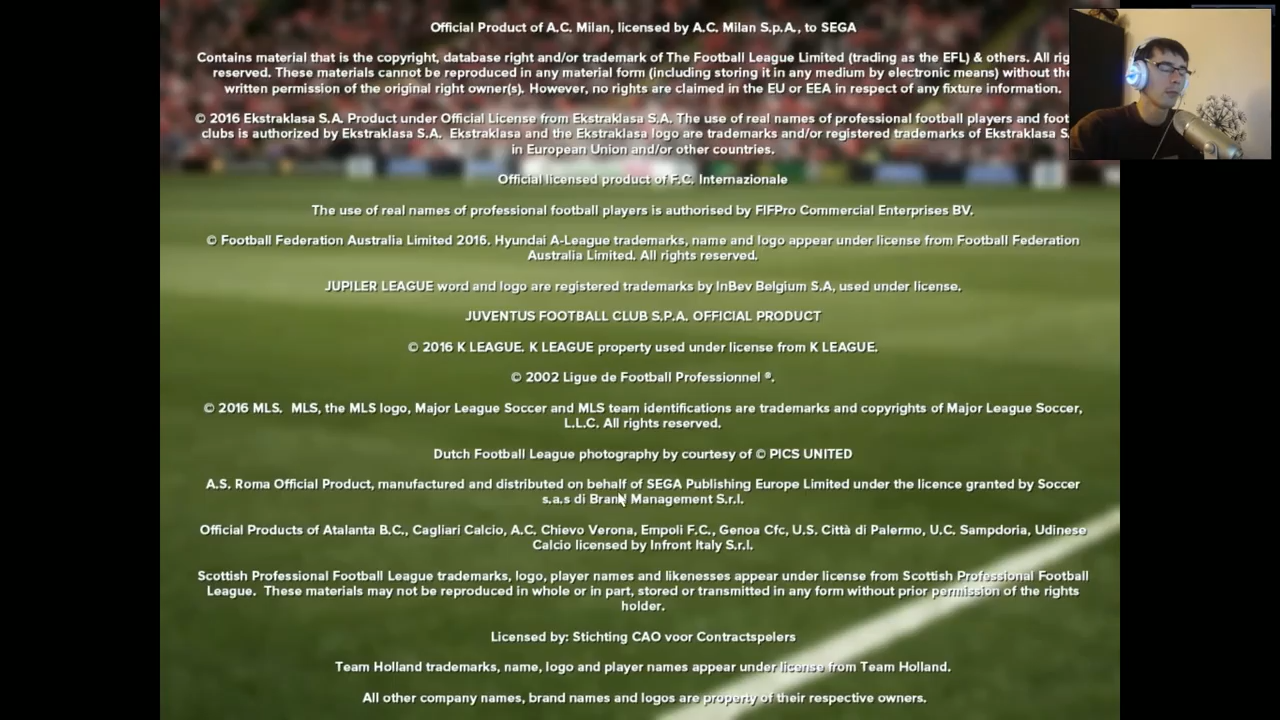 Official Product of A.C. Milan, licensed by A.C. Milan S.p.A., to SEGA
Contains material that is the copyright, database right and/or trademark of The Football League Limited (trading as the EFL) & others. All
reserved. These materials cannot be reproduced in any material form (including storing it in any medium by electronic means) without
written permission of the original right owner(s). However, no rights are claimed in the EU or EEA in respect of any fixture information.
© 2016 Ekstraklasa S.A. Product under Official License from Ekstraklasa S.A. The use of real names of professional football players and
clubs is authorized by Ekstraklasa S.A. Ekstraklasa and the Ekstraklasa logo are trademarks and/or registered trademarks of Ekstraklasa
in European Union and/or other countries.
Official licensed product of F.C. Internazionale
The use of real names of professional football players is authorised by FIFPro Commercial Enterprises BV.
© Football Federation Australia Limited 2016. Hyundai A-League trademarks, name and logo appear under license from Football Federation
Australia Limited. All rights reserved.
JUPILER LEAGUE word and logo are registered trademarks by InBev Belgium S.A, used under license.
JUVENTUS FOOTBALL CLUB S.P.A. OFFICIAL PRODUCT
© 2016 K LEAGUE. K LEAGUE property used under license from K LEAGUE.
© 2002 Ligue de Football Professionnel ®.
© 2016 MLS. MLS, the MLS logo, Major League Soccer and MLS team identifications are trademarks and copyrights of Major League Soccer,
L.L.C. All rights reserved.
Dutch Football League photography by courtesy of © PICS UNITED
A.S. Roma Official Product, manufactured and distributed on behalf of SEGA Publishing Europe Limited under the licence granted by Soccer
s.a.s di Brand Management S.r.l.
Official Products of Atalanta B.C., Cagliari Calcio, A.C. Chievo Verona, Empoli F.C., Genoa Cfc, U.S. Città di Palermo, U.C. Sampdoria, Udinese
Calcio licensed by Infront Italy S.r.l.
Scottish Professional Football League trademarks, logo, player names and likenesses appear under license from Scottish Professional Football
League. These materials may not be reproduced in whole or in part, stored or transmitted in any form without prior permission of the rights
holder.
Licensed by: Stichting CAO voor Contractspelers
Team Holland trademarks, name, logo and player names appear under license from Team Holland.
All other company names, brand names and logos are property of their respective owners.